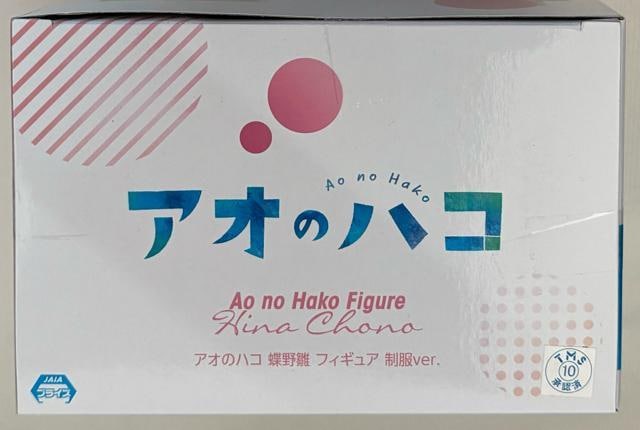 Ao no Hako
アオのハコ
Ao no Hako Figure
Hina Chono
アオのハコ 蝶野雛 フィギュア 制服ver.
JAIA
プライズ
T.M.S
10
承認済